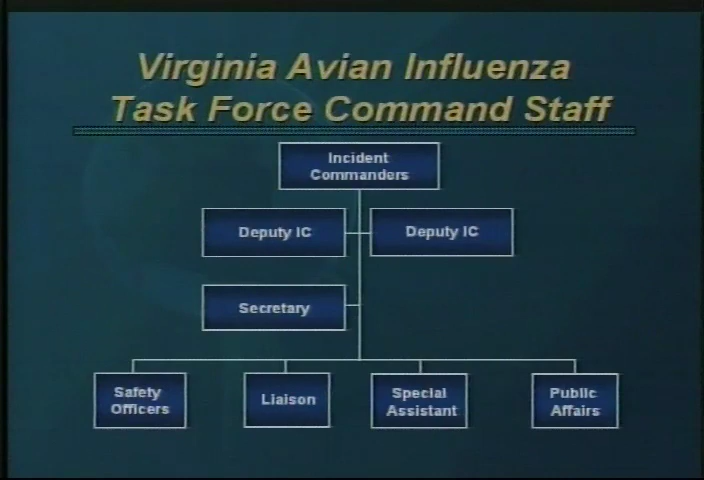 Virginia Avian Influenza
Task Force Command Staff
Incident
Commanders
Deputy IC
Deputy IC
Secretary
Safety
Officers
Liaison
Special
Assistant
Public
Affairs